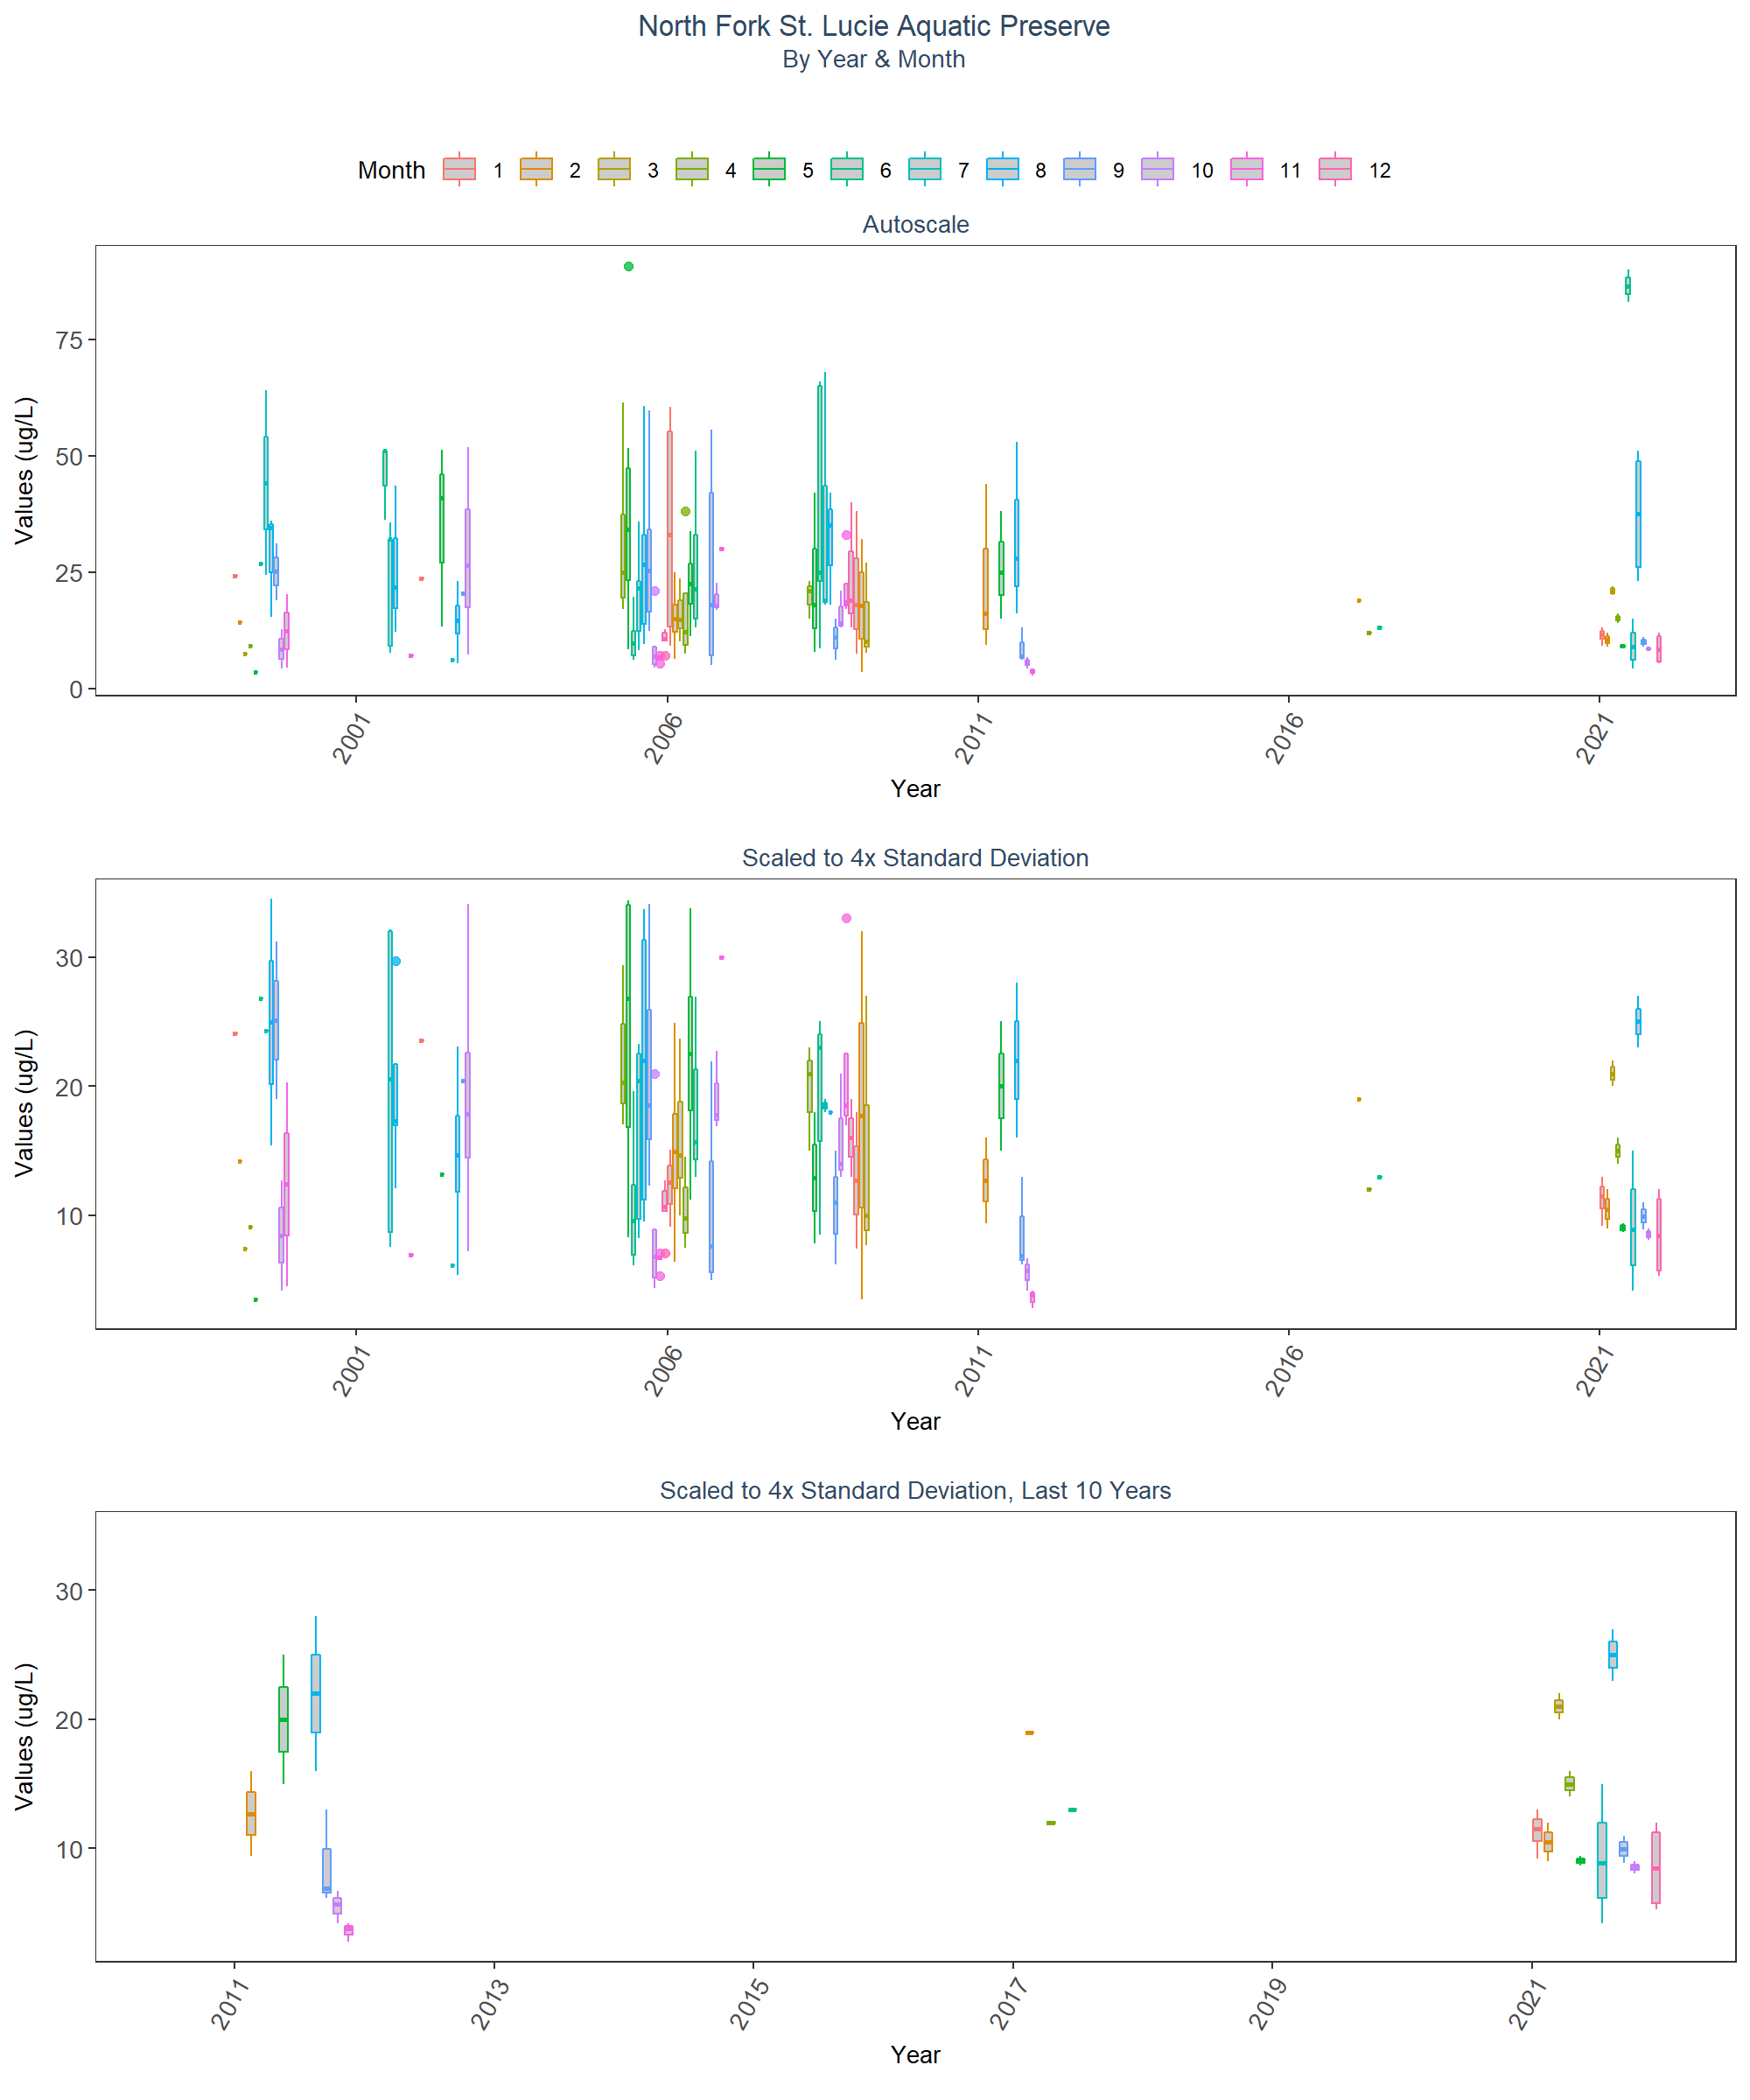 North Fork St. Lucie Aquatic Preserve
By Year & Month
Month 1 2 3 4 5 6 7 8 9 10 11 12
Autoscale
Values (ug/L)
75
50
25
0
2001 2006 2011 2016 2021
Year
Scaled to 4x Standard Deviation
Values (ug/L)
30
20
10
2001 2006 2011 2016 2021
Year
Scaled to 4x Standard Deviation, Last 10 Years
Values (ug/L)
30
20
10
2011 2013 2015 2017 2019 2021
Year